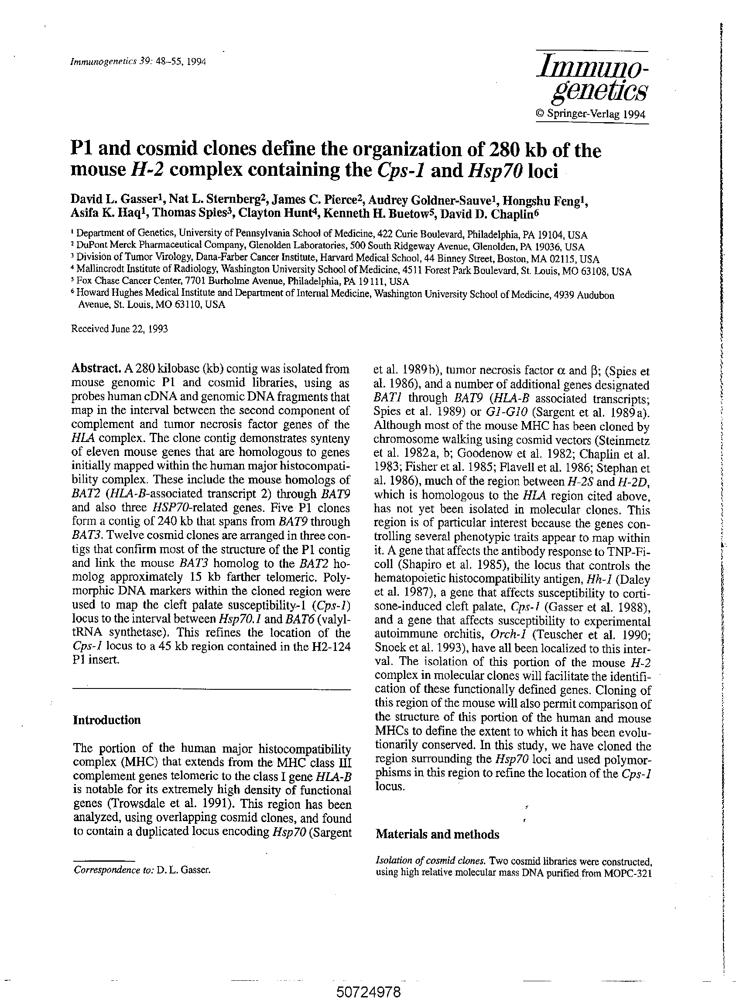 Immunogenetics 39: 48–55, 1994
Immuno-
genetics
© Springer-Verlag 1994
P1 and cosmid clones define the organization of 280 kb of the
mouse H-2 complex containing the Cps-1 and Hsp70 loci
David L. Gasser1, Nat L. Sternberg2, James C. Pierce2, Audrey Goldner-Sauve1, Hongshu Feng1,
Asifa K. Haq1, Thomas Spies3, Clayton Hunt4, Kenneth H. Buetow5, David D. Chaplin6
1 Department of Genetics, University of Pennsylvania School of Medicine, 422 Curie Boulevard, Philadelphia, PA 19104, USA
2 DuPont Merck Pharmaceutical Company, Glenolden Laboratories, 500 South Ridgeway Avenue, Glenolden, PA 19036, USA
3 Division of Tumor Virology, Dana-Farber Cancer Institute, Harvard Medical School, 44 Binney Street, Boston, MA 02115, USA
4 Mallincrodt Institute of Radiology, Washington University School of Medicine, 4511 Forest Park Boulevard, St. Louis, MO 63108, USA
5 Fox Chase Cancer Center, 7701 Burholme Avenue, Philadelphia, PA 19111, USA
6 Howard Hughes Medical Institute and Department of Internal Medicine, Washington University School of Medicine, 4939 Audubon
Avenue, St. Louis, MO 63110, USA
Received June 22, 1993
Abstract. A 280 kilobase (kb) contig was isolated from
mouse genomic P1 and cosmid libraries, using as
probes human cDNA and genomic DNA fragments that
map in the interval between the second component of
complement and tumor necrosis factor genes of the
HLA complex. The clone contig demonstrates synteny
of eleven mouse genes that are homologous to genes
initially mapped within the human major histocompati-
bility complex. These include the mouse homologs of
BAT2 (HLA-B-associated transcript 2) through BAT9
and also three HSP70-related genes. Five P1 clones
form a contig of 240 kb that spans from BAT9 through
BAT3. Twelve cosmid clones are arranged in three con-
tigs that confirm most of the structure of the P1 contig
and link the mouse BAT3 homolog to the BAT2 ho-
molog approximately 15 kb farther telomeric. Poly-
morphic DNA markers within the cloned region were
used to map the cleft palate susceptibility-1 (Cps-1)
locus to the interval between Hsp70.1 and BAT6 (valyl-
tRNA synthetase). This refines the location of the
Cps-1 locus to a 45 kb region contained in the H2-124
P1 insert.
Introduction
The portion of the human major histocompatibility
complex (MHC) that extends from the MHC class III
complement genes telomeric to the class I gene HLA-B
is notable for its extremely high density of functional
genes (Trowsdale et al. 1991). This region has been
analyzed, using overlapping cosmid clones, and found
to contain a duplicated locus encoding Hsp70 (Sargent
Correspondence to: D. L. Gasser.
et al. 1989b), tumor necrosis factor α and β; (Spies et
al. 1986), and a number of additional genes designated
BAT1 through BAT9 (HLA-B associated transcripts;
Spies et al. 1989) or G1-G10 (Sargent et al. 1989a).
Although most of the mouse MHC has been cloned by
chromosome walking using cosmid vectors (Steinmetz
et al. 1982a, b; Goodenow et al. 1982; Chaplin et al.
1983; Fisher et al. 1985; Flavell et al. 1986; Stephan et
al. 1986), much of the region between H-2S and H-2D,
which is homologous to the HLA region cited above,
has not yet been isolated in molecular clones. This
region is of particular interest because the genes con-
trolling several phenotypic traits appear to map within
it. A gene that affects the antibody response to TNP-Fi-
coll (Shapiro et al. 1985), the locus that controls the
hematopoietic histocompatibility antigen, Hh-1 (Daley
et al. 1987), a gene that affects susceptibility to corti-
sone-induced cleft palate, Cps-1 (Gasser et al. 1988),
and a gene that affects susceptibility to experimental
autoimmune orchitis, Orch-1 (Teuscher et al. 1990;
Snoek et al. 1993), have all been localized to this inter-
val. The isolation of this portion of the mouse H-2
complex in molecular clones will facilitate the identifi-
cation of these functionally defined genes. Cloning of
this region of the mouse will also permit comparison of
the structure of this portion of the human and mouse
MHCs to define the extent to which it has been evolu-
tionarily conserved. In this study, we have cloned the
region surrounding the Hsp70 loci and used polymor-
phisms in this region to refine the location of the Cps-1
locus.
Materials and methods
Isolation of cosmid clones. Two cosmid libraries were constructed,
using high relative molecular mass DNA purified from MOPC-321
50724978